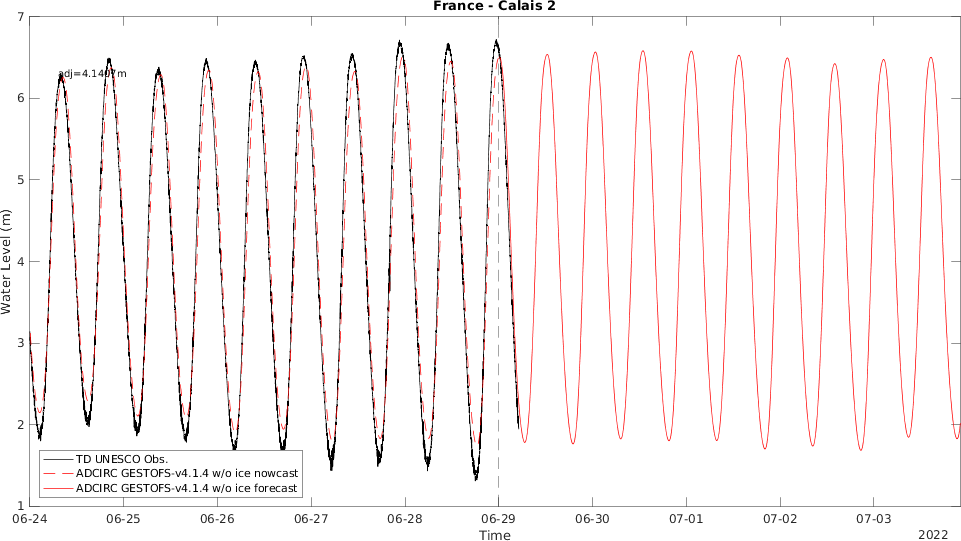 France - Calais 2
7
adj=4.1407m
6
5
4
3
2
1
Water Level (m)
TD UNESCO Obs.
ADCIRC GESTOFS-v4.1.4 w/o ice nowcast
ADCIRC GESTOFS-v4.1.4 w/o ice forecast
06-24 06-25 06-26 06-27 06-28 06-29 06-30 07-01 07-02 07-03
Time
2022